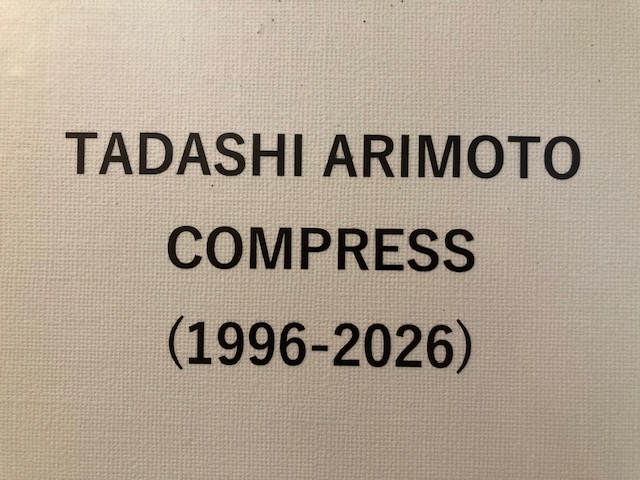 TADASHI ARIMOTO
COMPRESS
(1996-2026)